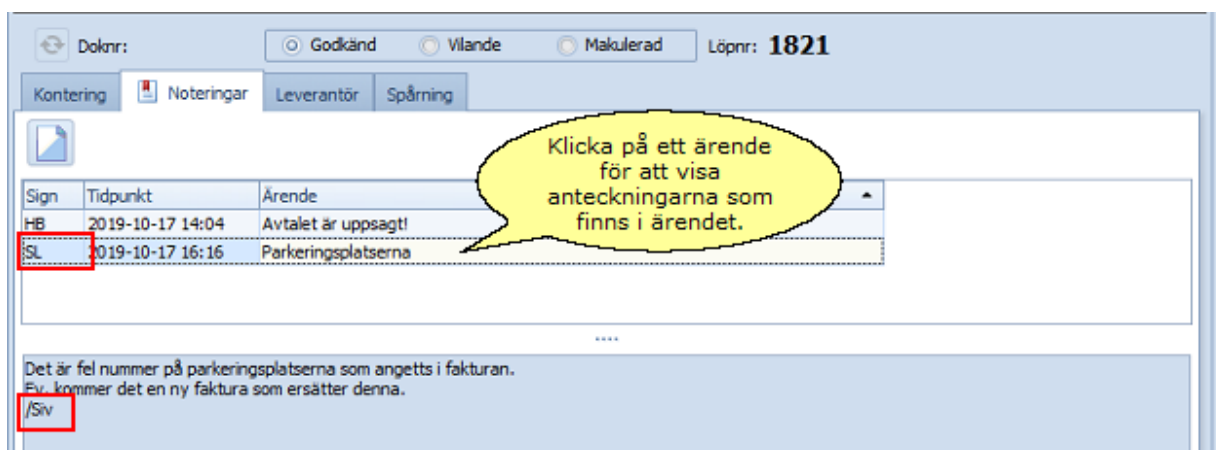 Doknr: Godkänd Vilande Makulerad Löpnr: 1821
Kontering Noteringar Leverantör Spårning
Klicka på ett ärende
för att visa
anteckningarna som
finns i ärendet.
Sign Tidpunkt Ärende
HB 2019-10-17 14:04 Avtalet är uppsagt!
SL 2019-10-17 16:16 Parkeringsplatserna
Det är fel nummer på parkeringsplatserna som angetts i fakturan.
Ev. kommer det en ny faktura som ersätter denna.
/Siv